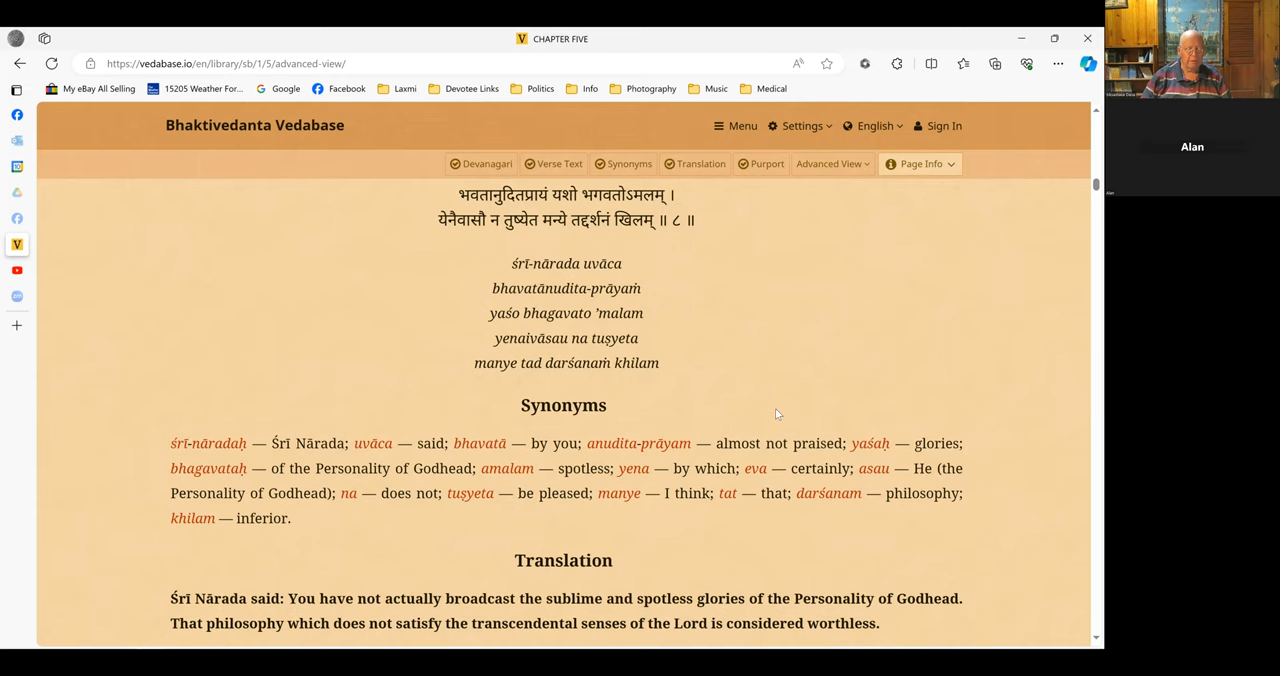 CHAPTER FIVE
https://vedabase.io/en/library/sb/1/5/advanced-view/
My eBay All Selling
15205 Weather For...
Google
Facebook
Laxmi
Devotee Links
Politics
Info
Photography
Music
Medical
Bhaktivedanta Vedabase
Menu
Settings
English
Sign In
Devanagari
Verse Text
Synonyms
Translation
Purport
Advanced View
Page Info
भवतानुदितप्रायं यशो भगवतोऽमलम् ।
येनैवासौ न तुष्येत मन्ये तद्दर्शनं खिलम् ॥ ८ ॥
śrī-nārada uvāca
bhavatānudita-prāyaṁ
yaśo bhagavato ’malam
yenaivāsau na tuṣyeta
manye tad darśanaṁ khilam
Synonyms
śrī-nāradaḥ — Śrī Nārada; uvāca — said; bhavatā — by you; anudita-prāyam — almost not praised; yaśaḥ — glories;
bhagavataḥ — of the Personality of Godhead; amalam — spotless; yena — by which; eva — certainly; asau — He (the
Personality of Godhead); na — does not; tuṣyeta — be pleased; manye — I think; tat — that; darśanam — philosophy;
khilam — inferior.
Translation
Śrī Nārada said: You have not actually broadcast the sublime and spotless glories of the Personality of Godhead.
That philosophy which does not satisfy the transcendental senses of the Lord is considered worthless.
Alan
Alan